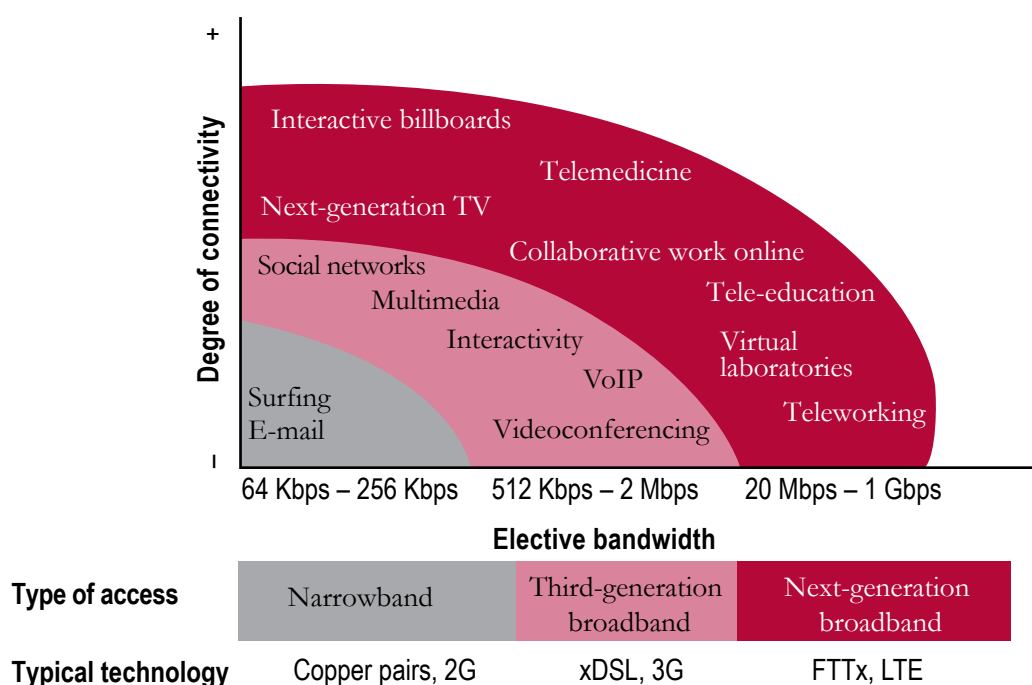 +
Degree of connectivity
–
Interactive billboards
Telemedicine
Next-generation TV
Collaborative work online
Social networks
Tele-education
Multimedia
Interactivity
Virtual
laboratories
VoIP
Surfing
E-mail
Videoconferencing
Teleworking
64 Kbps – 256 Kbps
512 Kbps – 2 Mbps
20 Mbps – 1 Gbps
Elective bandwidth
Type of access
Narrowband
Third-generation
broadband
Next-generation
broadband
Typical technology
Copper pairs, 2G
xDSL, 3G
FTTx, LTE